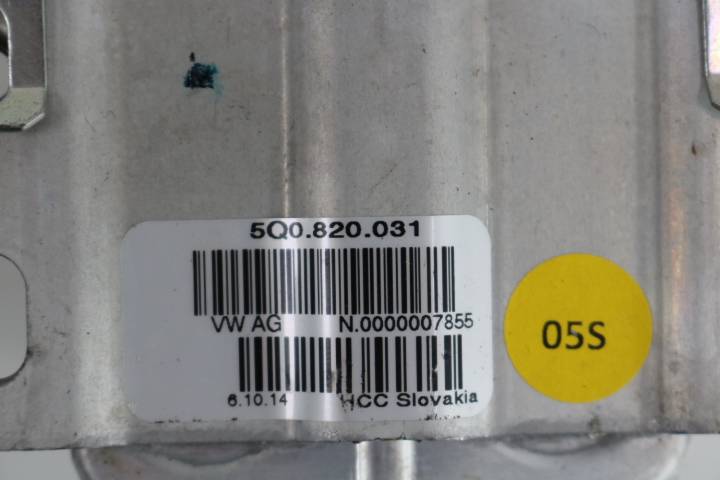 5Q0.820.031
VW AG N.0000007855
6.10.14 HCC Slovakia
05S